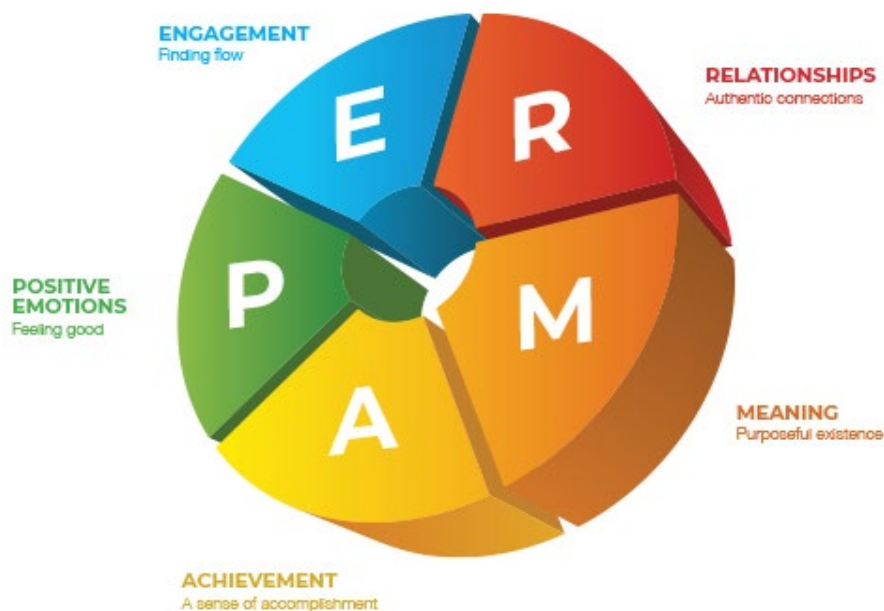 ENGAGEMENT
Finding flow
E
R
RELATIONSHIPS
Authentic connections
P
POSITIVE
EMOTIONS
Feeling good
M
MEANING
Purposeful existence
A
ACHIEVEMENT
A sense of accomplishment